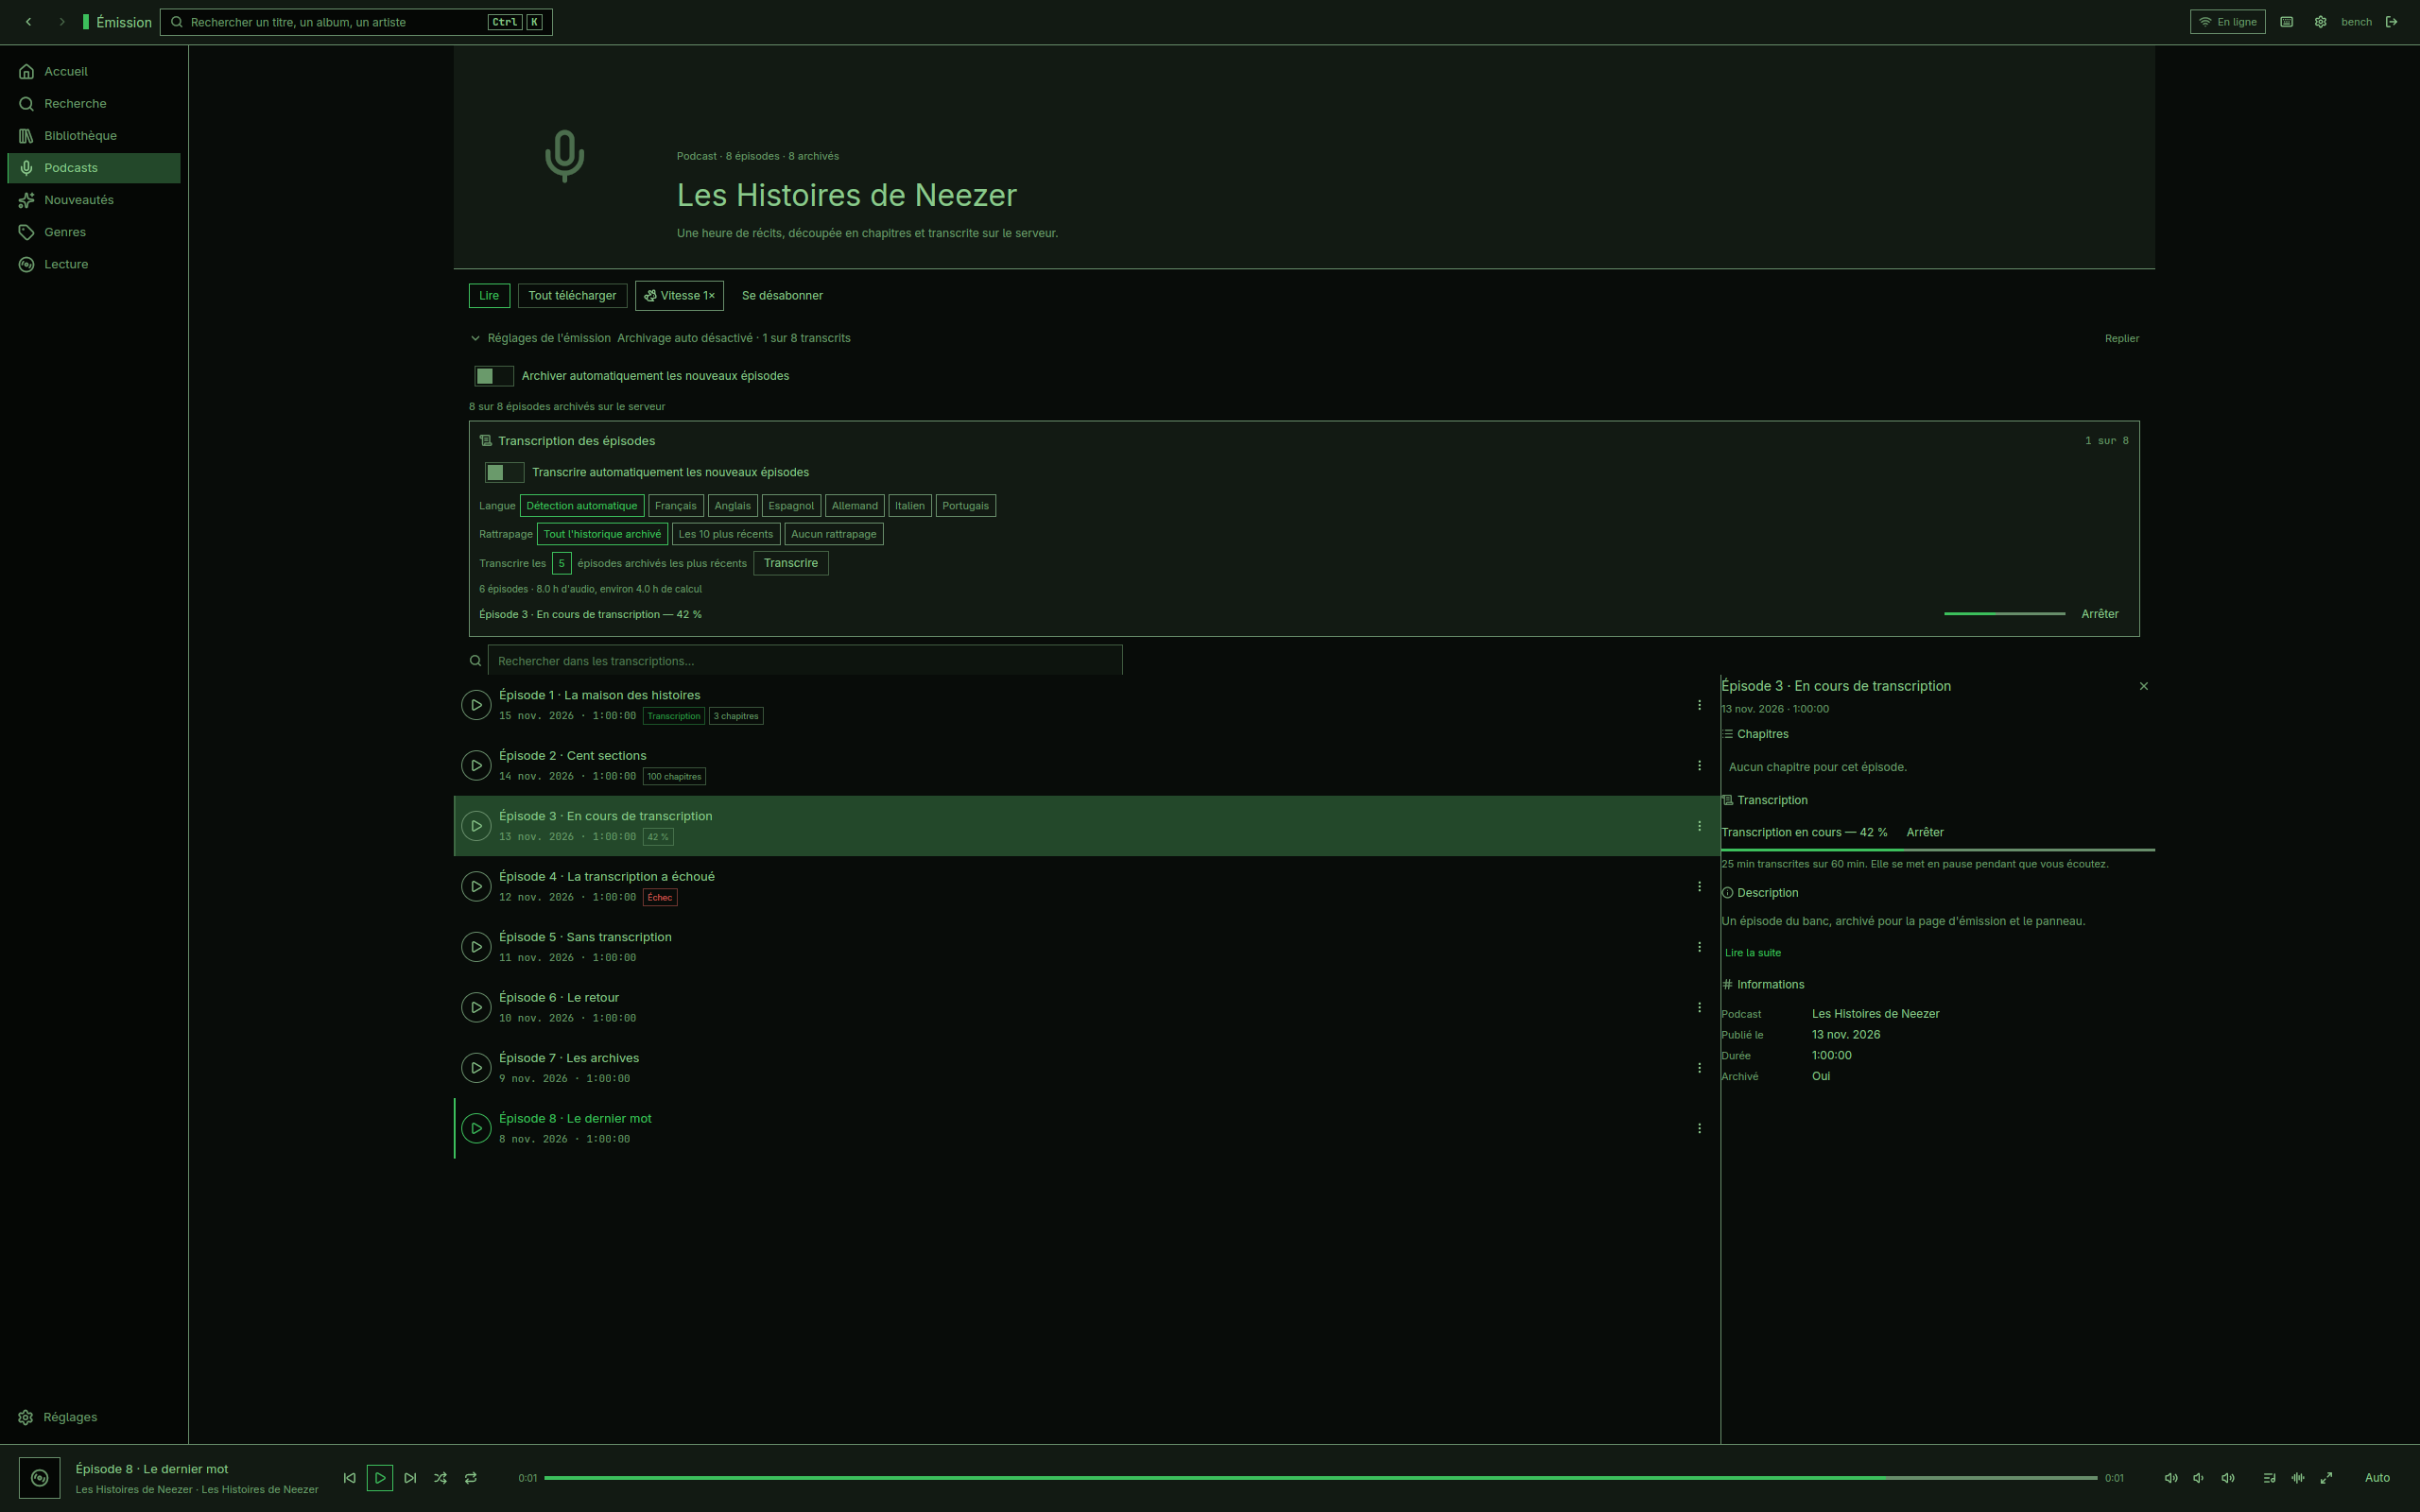 Émission
Rechercher un titre, un album, un artiste
Ctrl K
En ligne
bench
Accueil
Recherche
Bibliothèque
Podcasts
Nouveautés
Genres
Lecture
Réglages
Podcast · 8 épisodes · 8 archivés
Les Histoires de Neezer
Une heure de récits, découpée en chapitres et transcrite sur le serveur.
Lire Tout télécharger Vitesse 1× Se désabonner
Réglages de l'émission Archivage auto désactivé · 1 sur 8 transcrits Replier
Archiver automatiquement les nouveaux épisodes
8 sur 8 épisodes archivés sur le serveur
Transcription des épisodes 1 sur 8
Transcrire automatiquement les nouveaux épisodes
Langue Détection automatique Français Anglais Espagnol Allemand Italien Portugais
Rattrapage Tout l'historique archivé Les 10 plus récents Aucun rattrapage
Transcrire les 5 épisodes archivés les plus récents Transcrire
6 épisodes · 8.0 h d'audio, environ 4.0 h de calcul
Épisode 3 · En cours de transcription — 42 % Arrêter
Rechercher dans les transcriptions…
Épisode 1 · La maison des histoires
15 nov. 2026 · 1:00:00 Transcription 3 chapitres
Épisode 2 · Cent sections
14 nov. 2026 · 1:00:00 100 chapitres
Épisode 3 · En cours de transcription
13 nov. 2026 · 1:00:00 42 %
Épisode 4 · La transcription a échoué
12 nov. 2026 · 1:00:00 Échec
Épisode 5 · Sans transcription
11 nov. 2026 · 1:00:00
Épisode 6 · Le retour
10 nov. 2026 · 1:00:00
Épisode 7 · Les archives
9 nov. 2026 · 1:00:00
Épisode 8 · Le dernier mot
8 nov. 2026 · 1:00:00
Épisode 3 · En cours de transcription
13 nov. 2026 · 1:00:00
Chapitres
Aucun chapitre pour cet épisode.
Transcription
Transcription en cours — 42 % Arrêter
25 min transcrites sur 60 min. Elle se met en pause pendant que vous écoutez.
Description
Un épisode du banc, archivé pour la page d'émission et le panneau.
Lire la suite
Informations
Podcast Les Histoires de Neezer
Publié le 13 nov. 2026
Durée 1:00:00
Archivé Oui
Épisode 8 · Le dernier mot
Les Histoires de Neezer · Les Histoires de Neezer
0:01 0:01
Auto